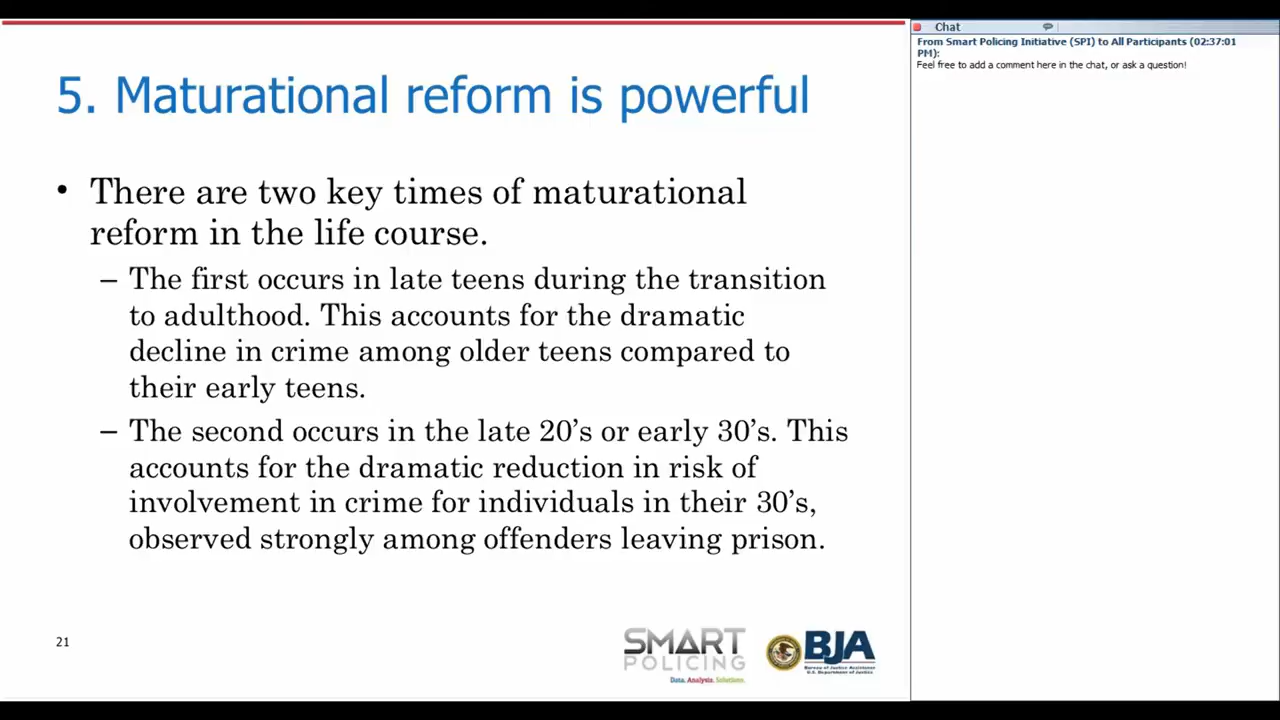 5. Maturational reform is powerful
• There are two key times of maturational
reform in the life course.
– The first occurs in late teens during the transition
to adulthood. This accounts for the dramatic
decline in crime among older teens compared to
their early teens.
– The second occurs in the late 20’s or early 30’s. This
accounts for the dramatic reduction in risk of
involvement in crime for individuals in their 30’s,
observed strongly among offenders leaving prison.
21
SMART
POLICING
Data. Analysis. Solutions.
BJA
Bureau of Justice Assistance
U.S. Department of Justice
Chat
From Smart Policing Initiative (SPI) to All Participants (02:37:01
PM):
Feel free to add a comment here in the chat, or ask a question!